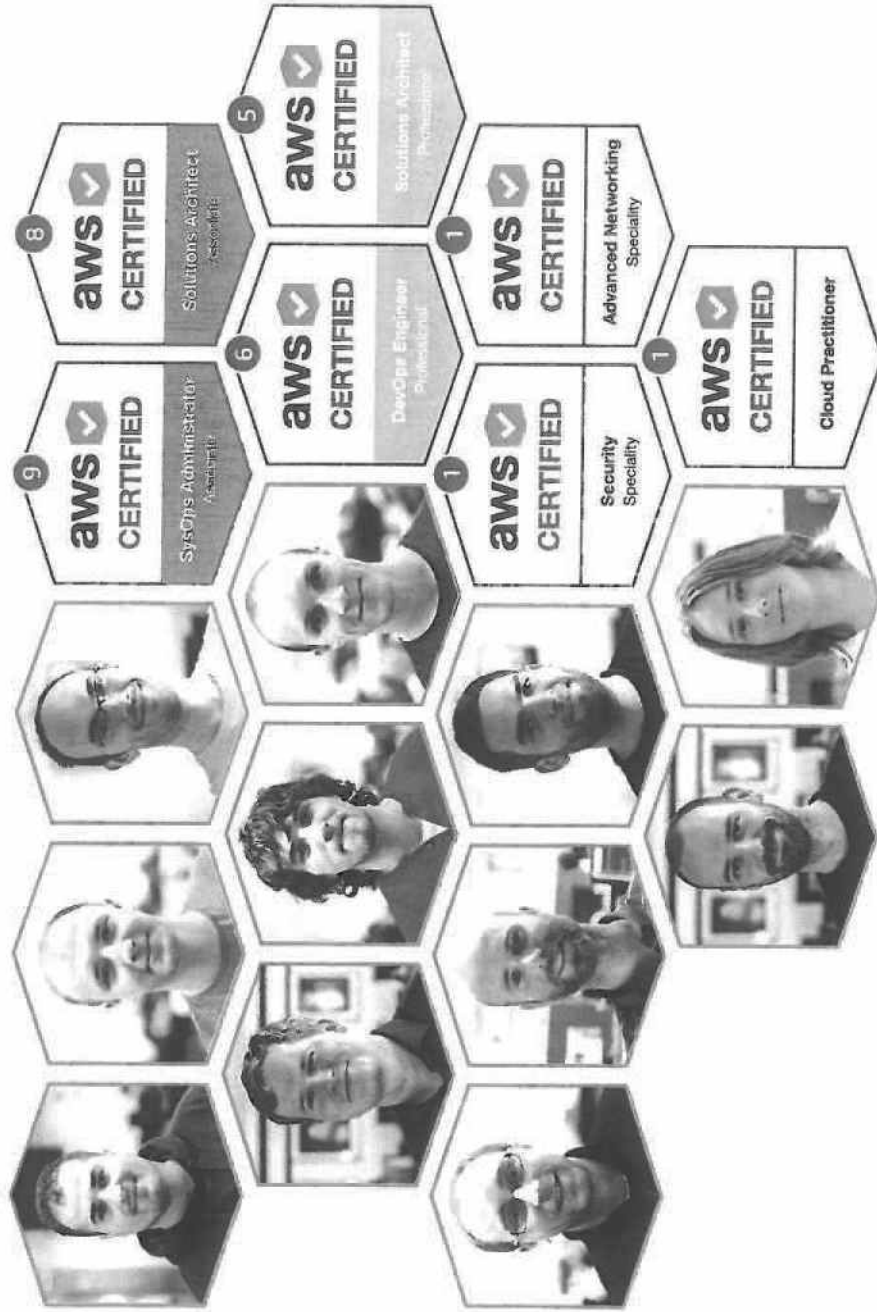 9
aws
CERTIFIED
SysOps Administrator
Associate
8
aws
CERTIFIED
Solutions Architect
Associate
6
aws
CERTIFIED
DevOps Engineer
Professional
5
aws
CERTIFIED
Solutions Architect
Professional
1
aws
CERTIFIED
Security
Speciality
1
aws
CERTIFIED
Advanced Networking
Speciality
1
aws
CERTIFIED
Cloud Practitioner